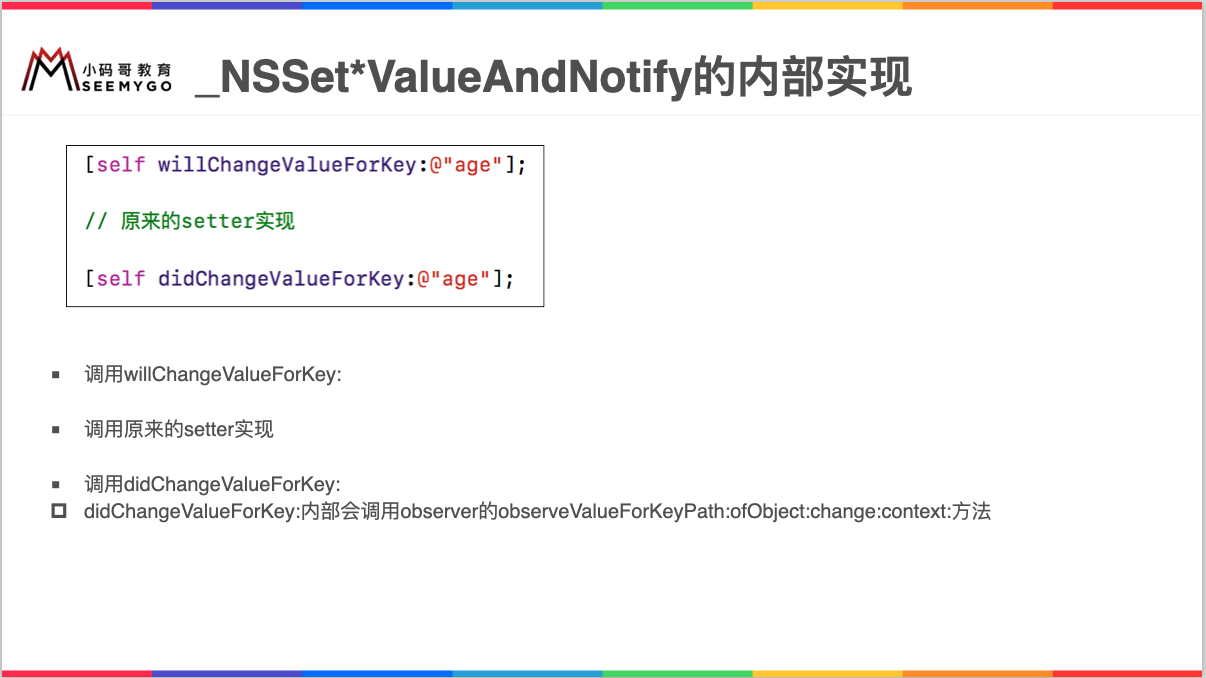 小码哥教育
SEEMYGO
_NSSet*ValueAndNotify的内部实现
[self willChangeValueForKey:@"age"];
// 原来的setter实现
[self didChangeValueForKey:@"age"];
调用willChangeValueForKey:
调用原来的setter实现
调用didChangeValueForKey:
didChangeValueForKey:内部会调用observer的observeValueForKeyPath:ofObject:change:context:方法